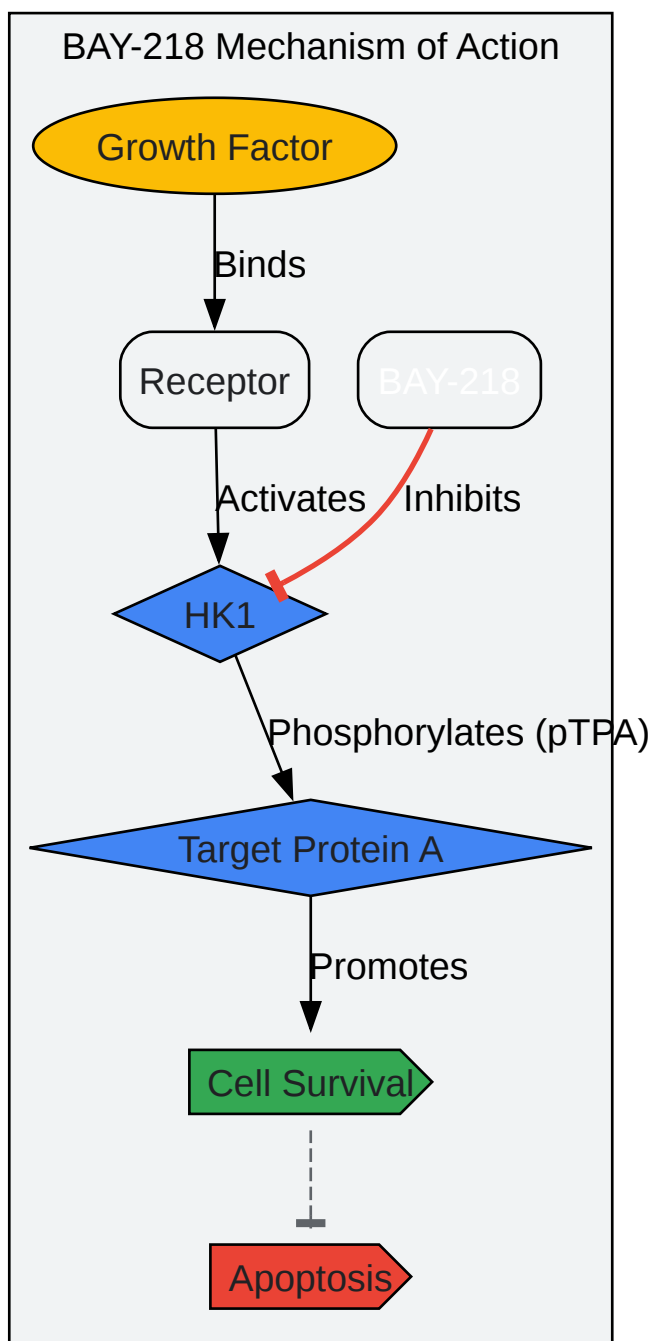 BAY-218 Mechanism of Action
Growth Factor
Binds
Receptor
BAY-218
Activates
Inhibits
HK1
Phosphorylates (pTPA)
Target Protein A
Promotes
Cell Survival
Apoptosis